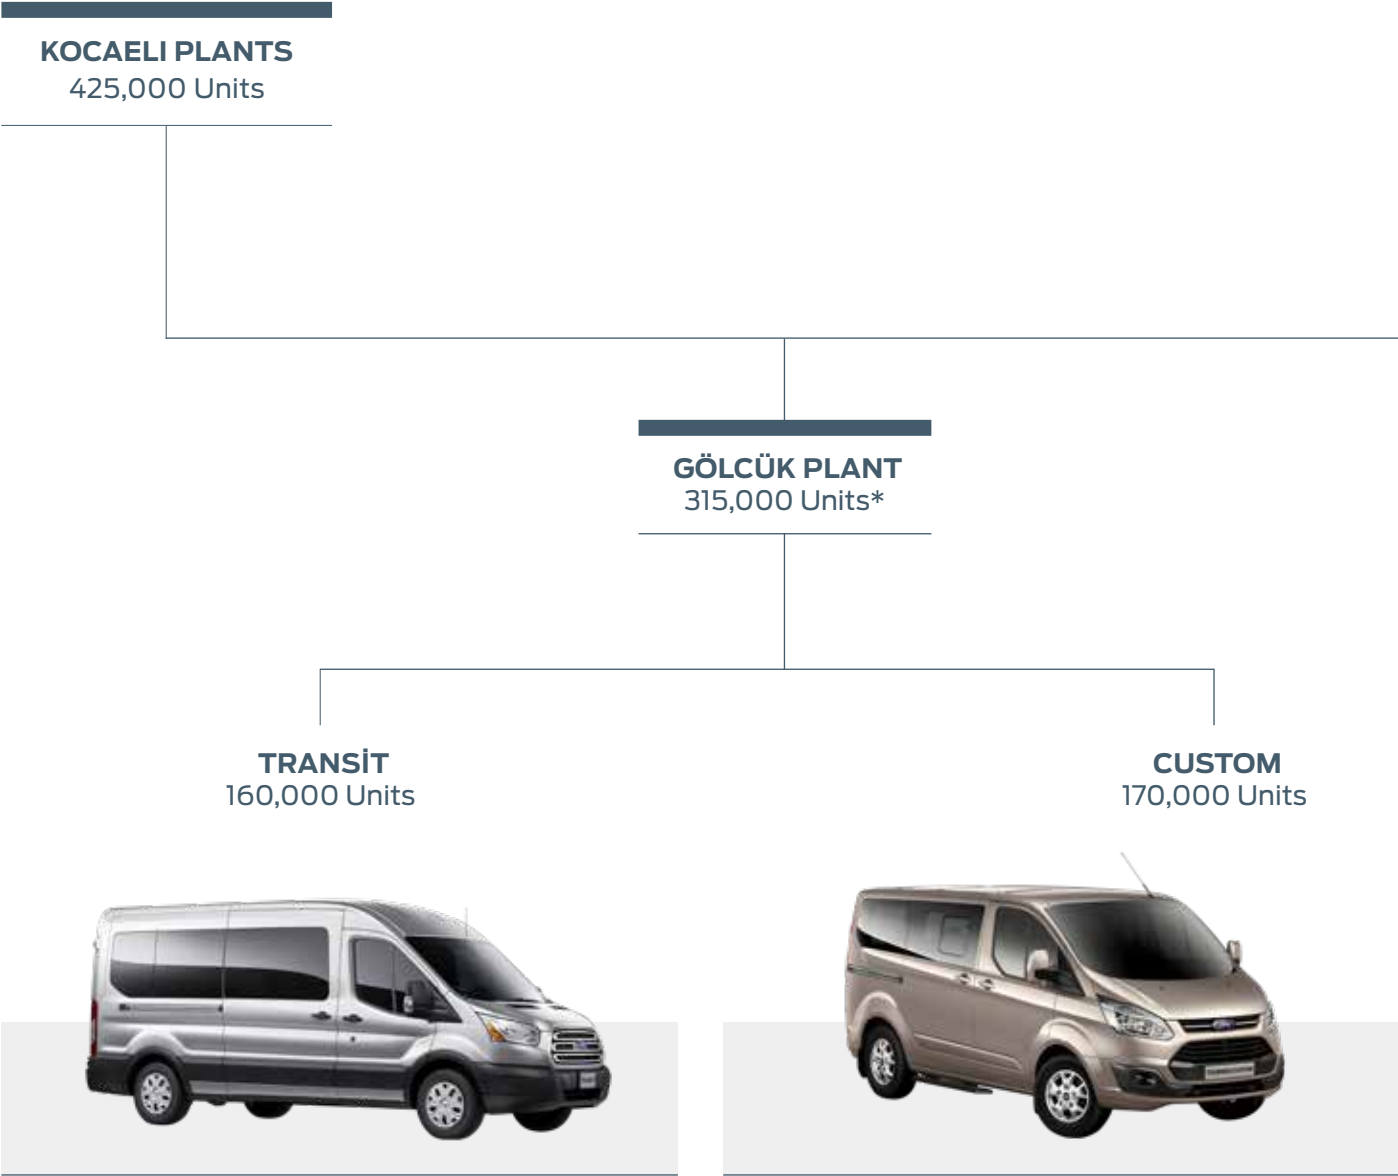 KOCAELI PLANTS
425,000 Units
GÖLCÜK PLANT
315,000 Units*
TRANSİT
160,000 Units
CUSTOM
170,000 Units